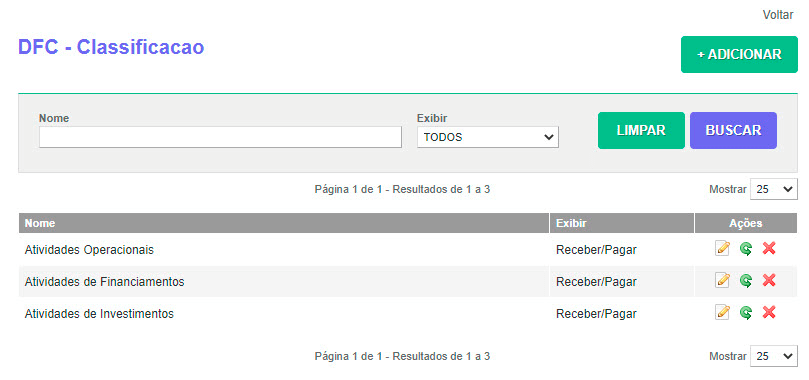 Voltar
DFC - Classificacao
+ ADICIONAR
Nome Exibir
TODOS LIMPAR BUSCAR
Página 1 de 1 - Resultados de 1 a 3 Mostrar 25
Nome Exibir Ações
Atividades Operacionais Receber/Pagar
Atividades de Financiamentos Receber/Pagar
Atividades de Investimentos Receber/Pagar
Página 1 de 1 - Resultados de 1 a 3 Mostrar 25